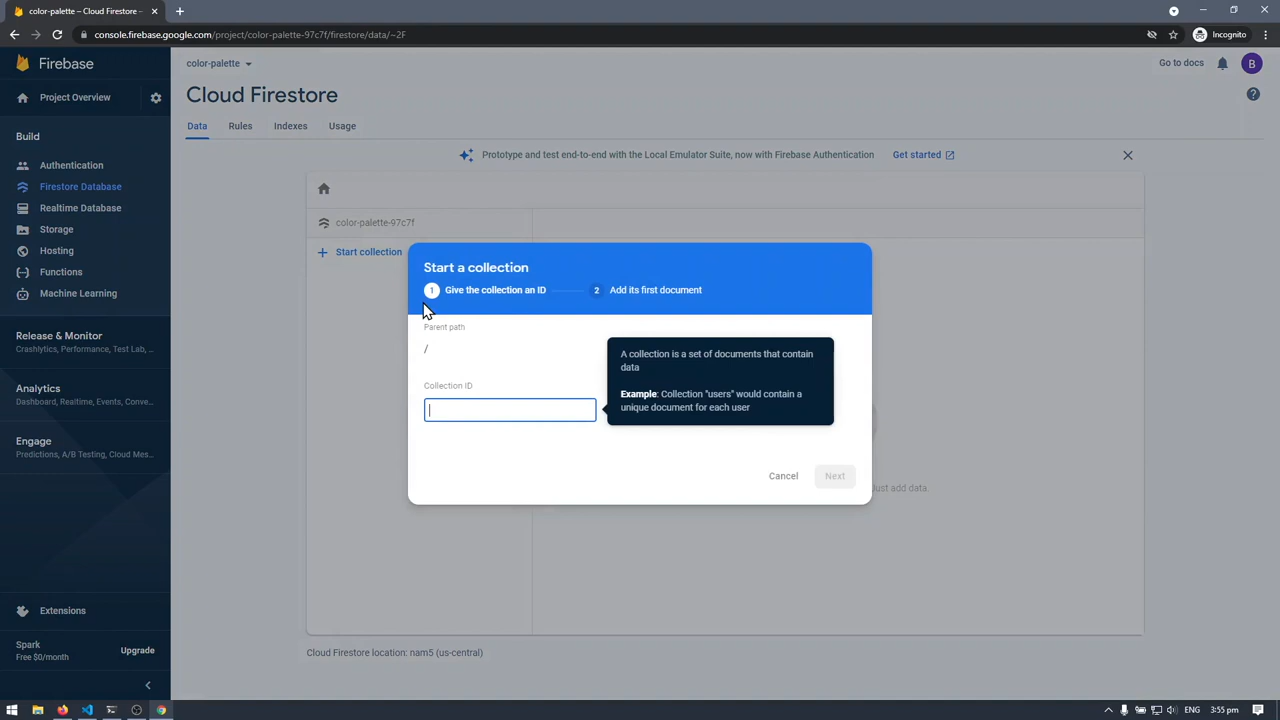 color-palette – Cloud Firestore –
console.firebase.google.com/project/color-palette-97c7f/firestore/data/~2F
Incognito
Firebase
color-palette
Go to docs
B
Project Overview
Cloud Firestore
Data
Rules
Indexes
Usage
Build
Prototype and test end-to-end with the Local Emulator Suite, now with Firebase Authentication
Get started
Authentication
Firestore Database
Realtime Database
Storage
Hosting
Functions
Machine Learning
color-palette-97c7f
Start collection
Start a collection
1 Give the collection an ID
2 Add its first document
Parent path
/
Collection ID
A collection is a set of documents that contain
data
Example: Collection "users" would contain a
unique document for each user
Cancel
Next
just add data.
Release & Monitor
Crashlytics, Performance, Test Lab, ...
Analytics
Dashboard, Realtime, Events, Conve...
Engage
Predictions, A/B Testing, Cloud Mes...
Extensions
Spark
Free $0/month
Upgrade
Cloud Firestore location: nam5 (us-central)
ENG
3:55 pm